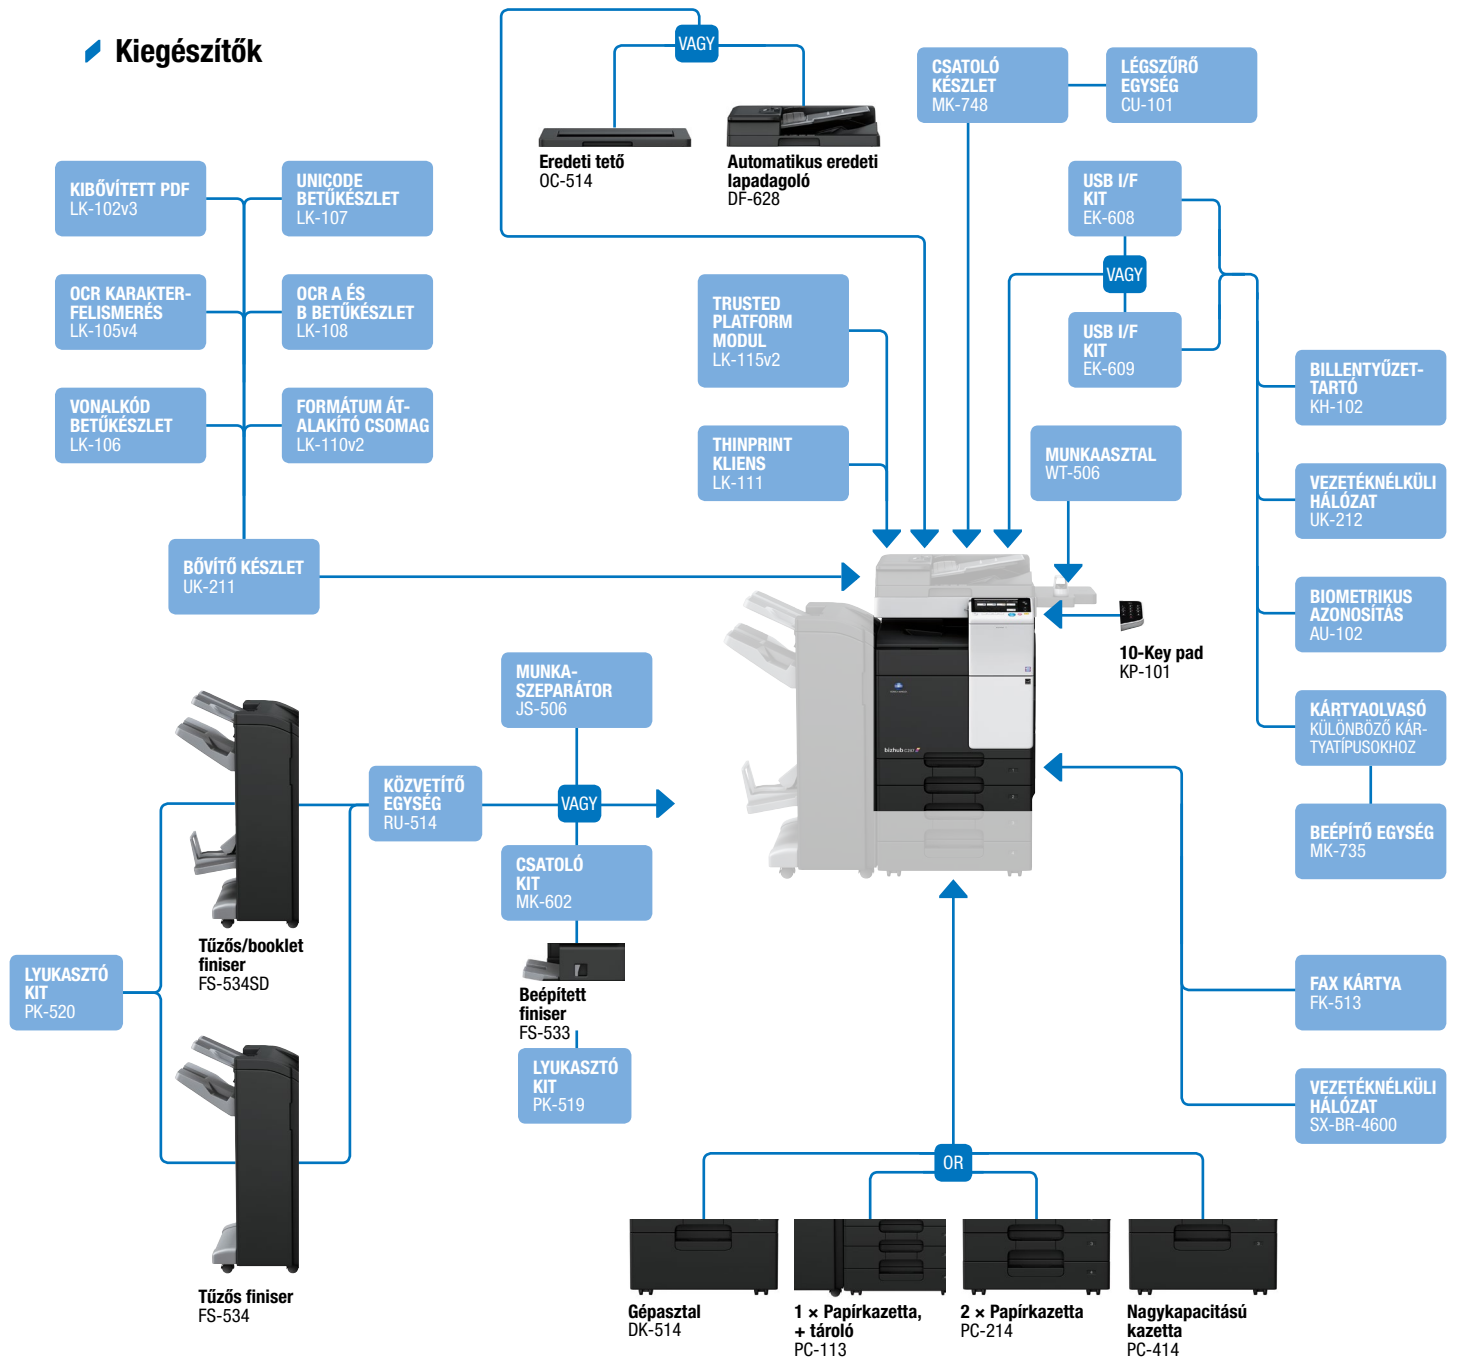 Kiegészítők
VAGY
Eredeti tető
OC-514
Automatikus eredeti
lapadagoló
DF-628
CSATOLÓ
KÉSZLET
MK-748
LÉGSZŰRŐ
EGYSÉG
CU-101
KIBŐVÍTETT PDF
LK-102v3
UNICODE
BETŰKÉSZLET
LK-107
OCR KARAKTER-
FELISMERÉS
LK-105v4
OCR A ÉS
B BETŰKÉSZLET
LK-108
VONALKÓD
BETŰKÉSZLET
LK-106
FORMÁTUM ÁT-
ALAKÍTÓ CSOMAG
LK-110v2
BŐVÍTŐ KÉSZLET
UK-211
TRUSTED
PLATFORM
MODUL
LK-115v2
THINPRINT
KLIENS
LK-111
USB I/F
KIT
EK-608
VAGY
USB I/F
KIT
EK-609
MUNKAASZTAL
WT-506
BILLENTYŰZET-
TARTÓ
KH-102
VEZETÉKNÉLKÜLI
HÁLÓZAT
UK-212
BIOMETRIKUS
AZONOSÍTÁS
AU-102
KÁRTYAOLVASÓ
KÜLÖNBÖZŐ KÁR-
TYATÍPUSOKHOZ
BEÉPÍTŐ EGYSÉG
MK-735
10-Key pad
KP-101
bizhub
MUNKA-
SZEPARÁTOR
JS-506
KÖZVETÍTŐ
EGYSÉG
RU-514
VAGY
CSATOLÓ
KIT
MK-602
Beépített
finiser
FS-533
LYUKASZTÓ
KIT
PK-519
Tűzős/booklet
finiser
FS-534SD
LYUKASZTÓ
KIT
PK-520
Tűzős finiser
FS-534
FAX KÁRTYA
FK-513
VEZETÉKNÉLKÜLI
HÁLÓZAT
SX-BR-4600
OR
Gépasztal
DK-514
1 × Papírkazetta,
+ tároló
PC-113
2 × Papírkazetta
PC-214
Nagykapacitású
kazetta
PC-414